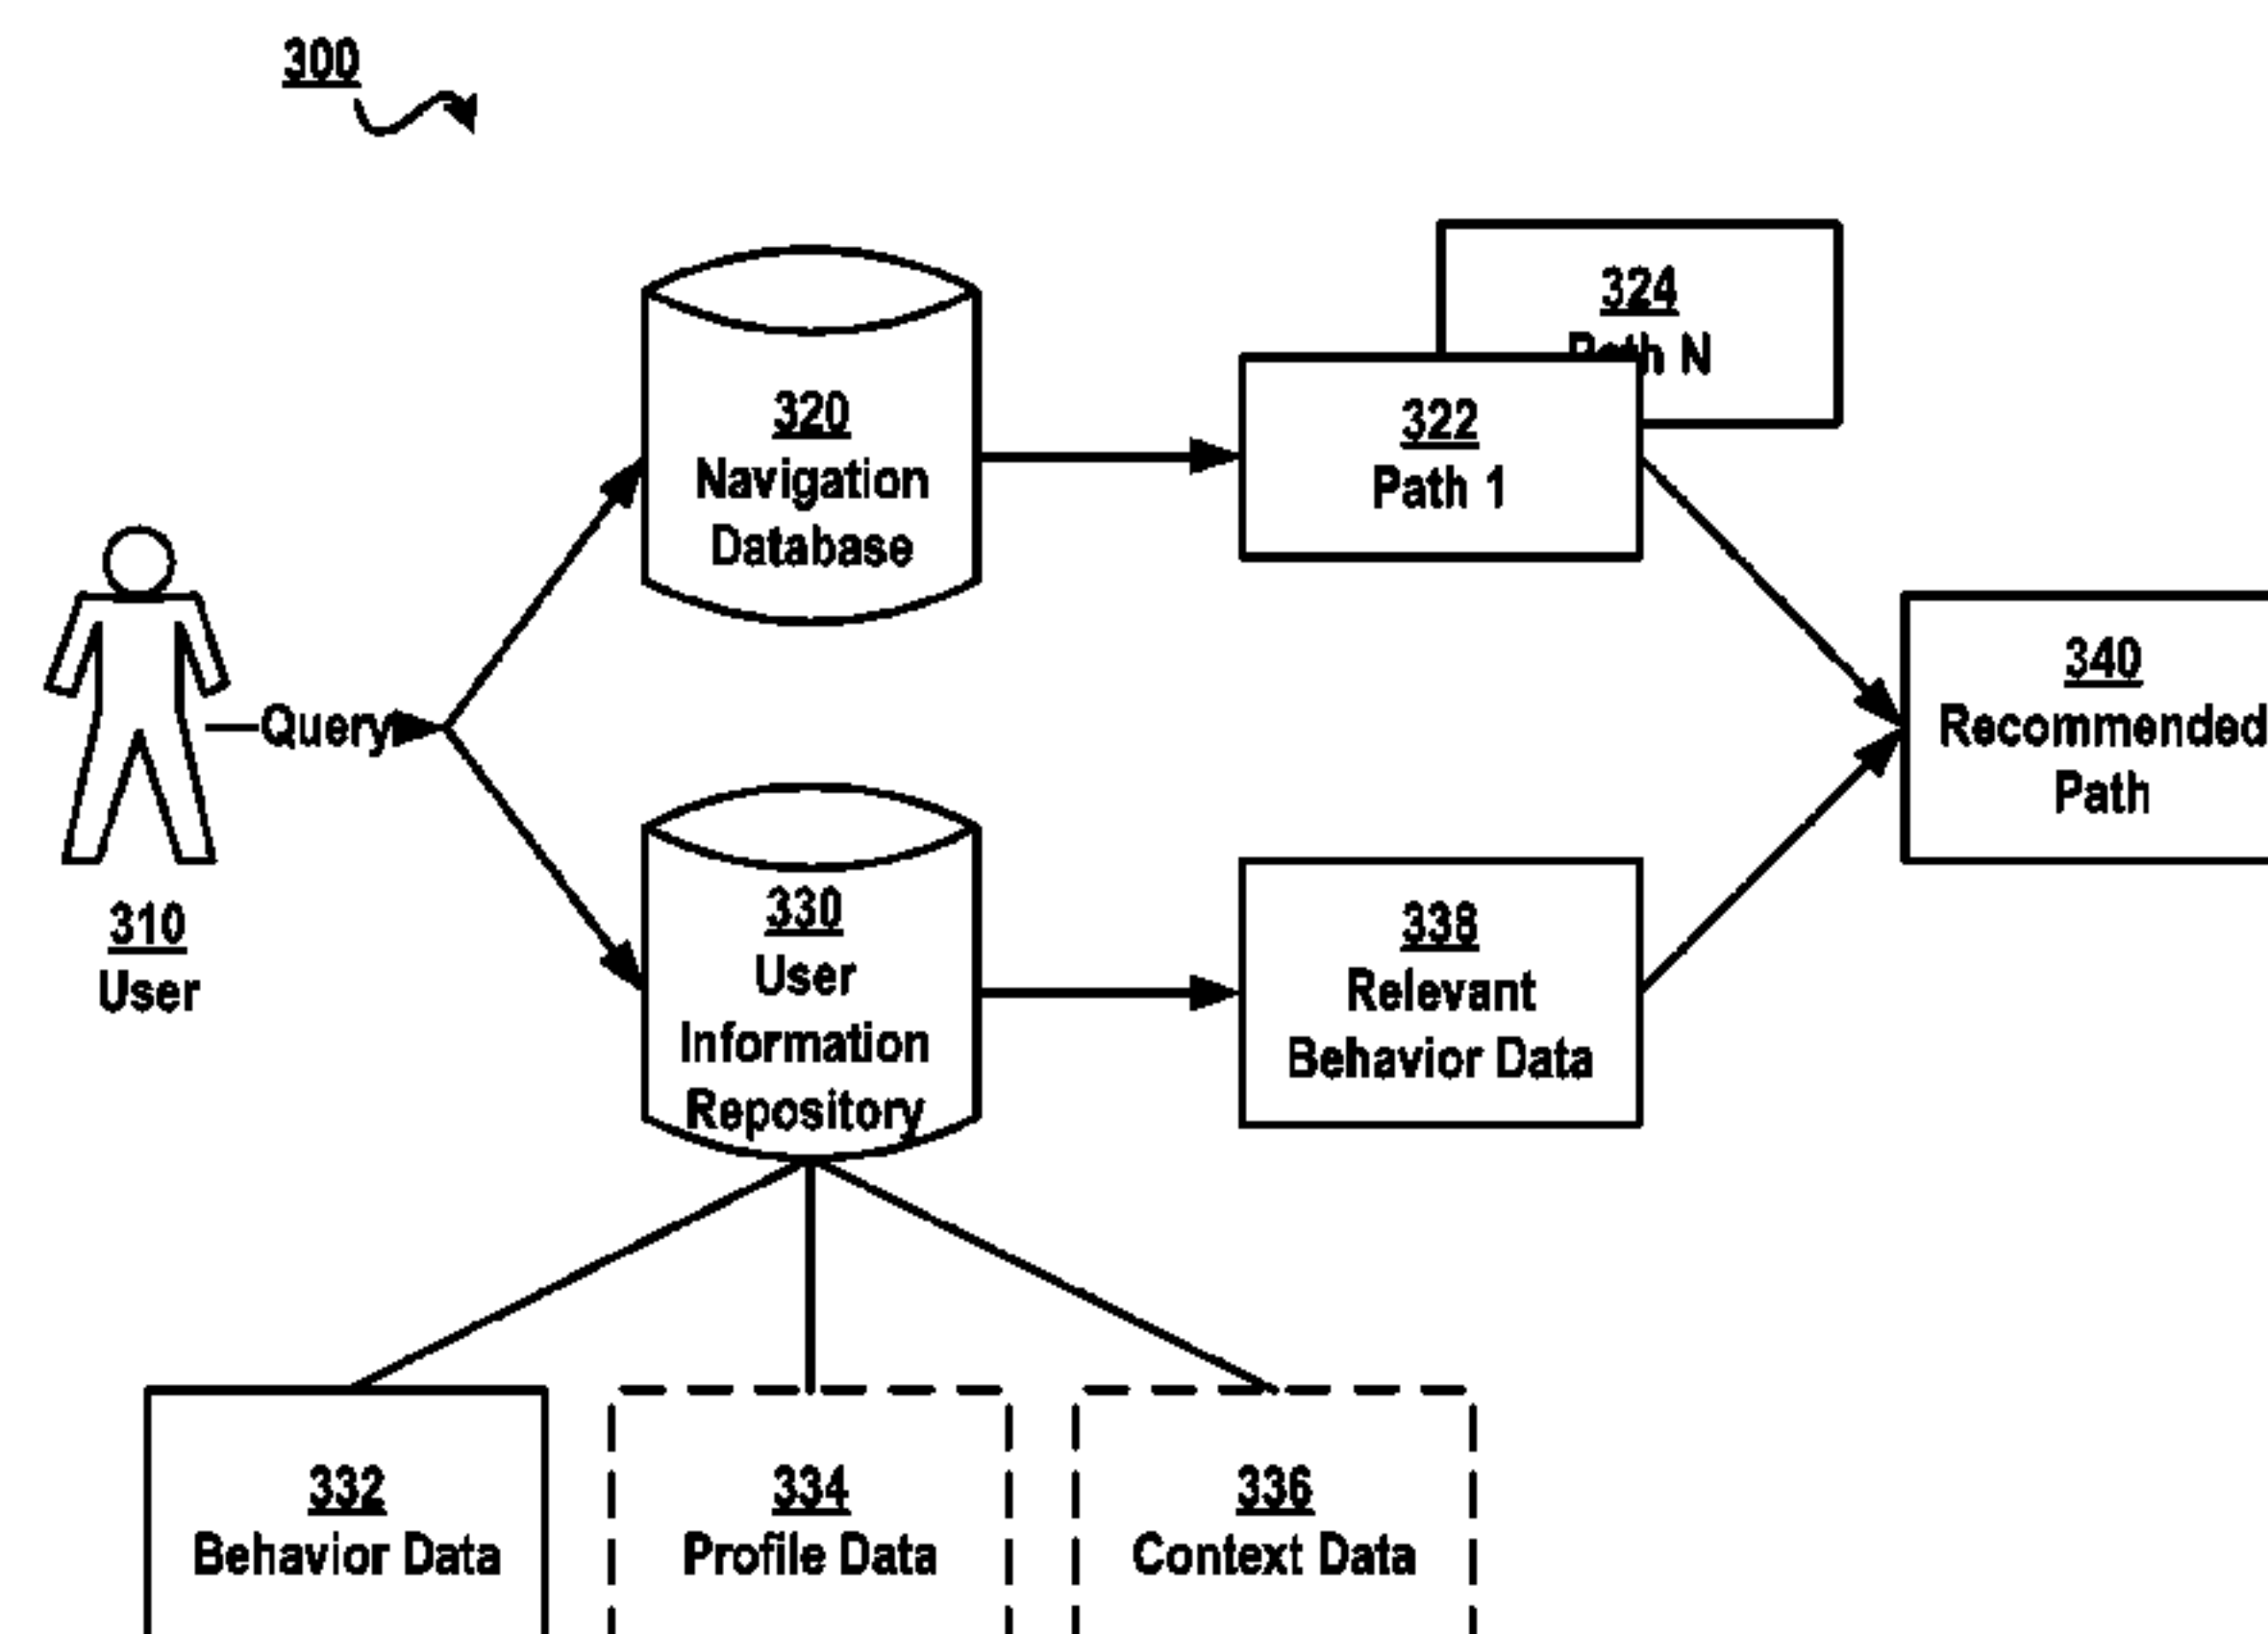 300
324
Path N
320
Navigation
Database
322
Path 1
Query
310
User
330
User
Information
Repository
338
Relevant
Behavior Data
340
Recommended
Path
332
Behavior Data
334
Profile Data
336
Context Data